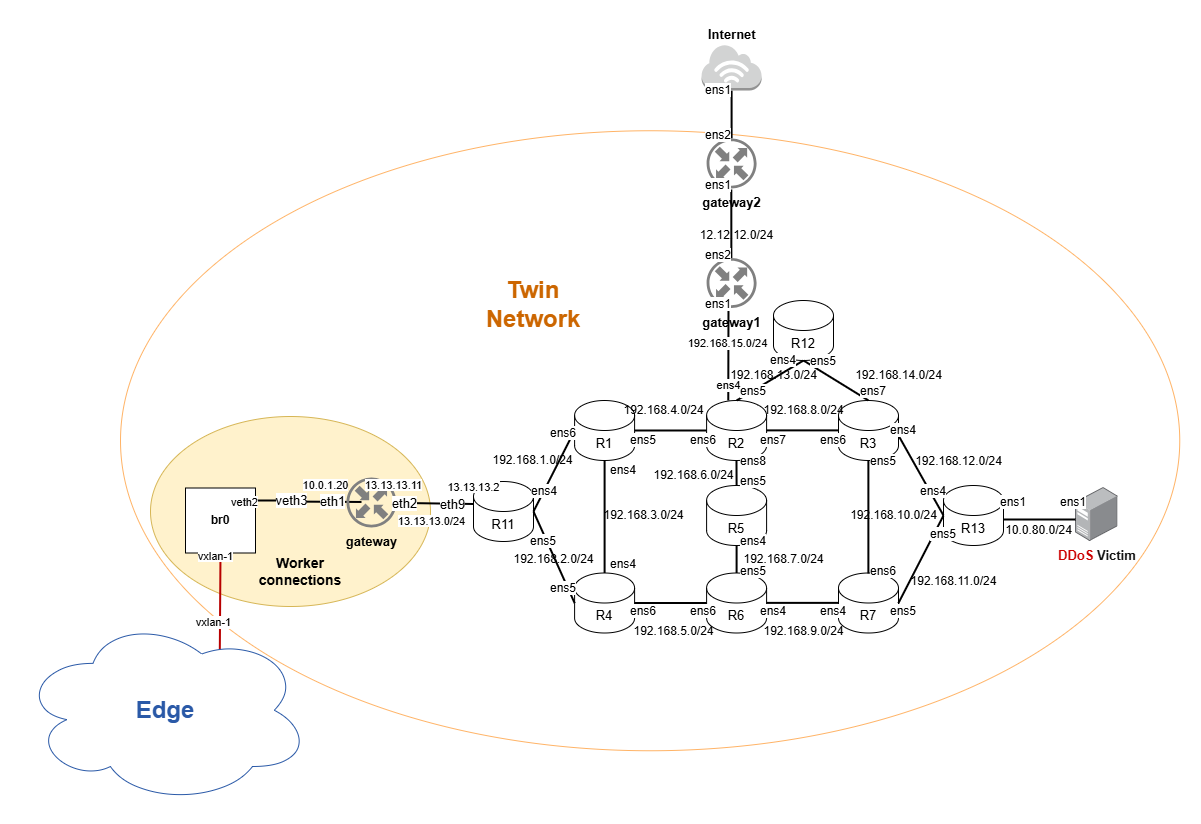 Internet
ens1
ens2
ens1
gateway2
12.12.12.0/24
ens2
ens1
gateway1
Twin
Network
192.168.15.0/24
R12
ens4
ens5
192.168.13.0/24
192.168.14.0/24
ens4
ens5
ens7
192.168.4.0/24
192.168.8.0/24
ens6
R1
ens5
ens6
R2
ens7
ens6
R3
ens4
192.168.1.0/24
ens4
ens8
ens5
192.168.12.0/24
192.168.6.0/24
ens5
10.0.1.20
13.13.13.11
13.13.13.2
ens4
ens4
ens1
ens1
veth2
veth3
eth1
eth2
eth9
br0
13.13.13.0/24
R11
192.168.3.0/24
R5
192.168.10.0/24
R13
10.0.80.0/24
gateway
ens5
ens4
ens5
DDoS Victim
vxlan-1
Worker
connections
192.168.2.0/24
192.168.7.0/24
ens4
ens5
ens6
192.168.11.0/24
ens5
R4
ens6
ens6
R6
ens4
ens4
R7
ens5
192.168.5.0/24
192.168.9.0/24
vxlan-1
Edge